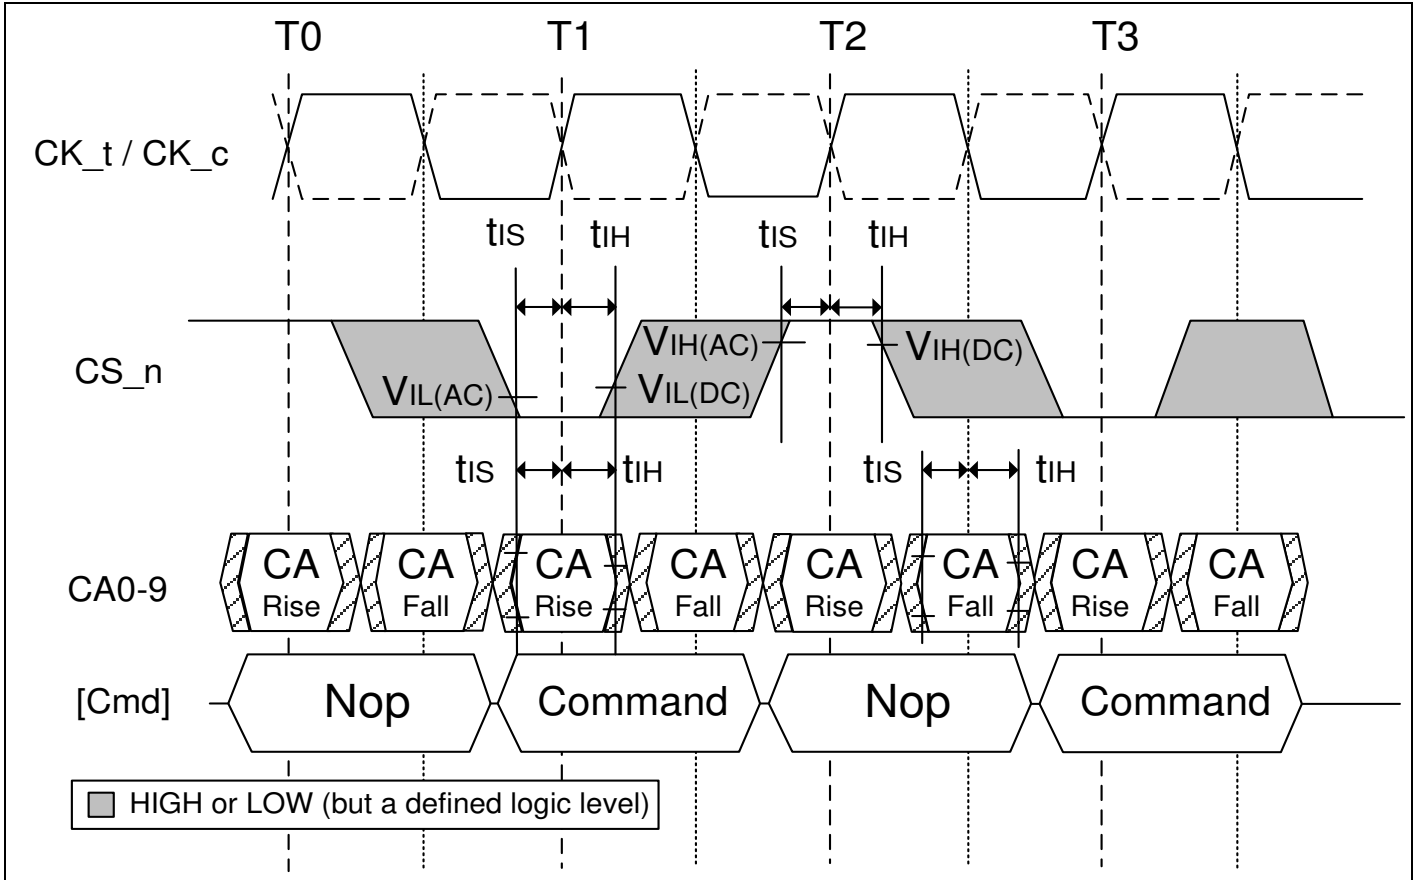 T0 T1 T2 T3
CK_t / CK_c
tIS tIH tIS tIH
CS_n
VIH(AC) VIH(DC)
VIL(AC) VIL(DC)
tIS tIH tIS tIH
CA0-9
CA CA CA CA CA CA CA CA
Rise Fall Rise Fall Rise Fall Rise Fall
[Cmd] Nop Command Nop Command
HIGH or LOW (but a defined logic level)